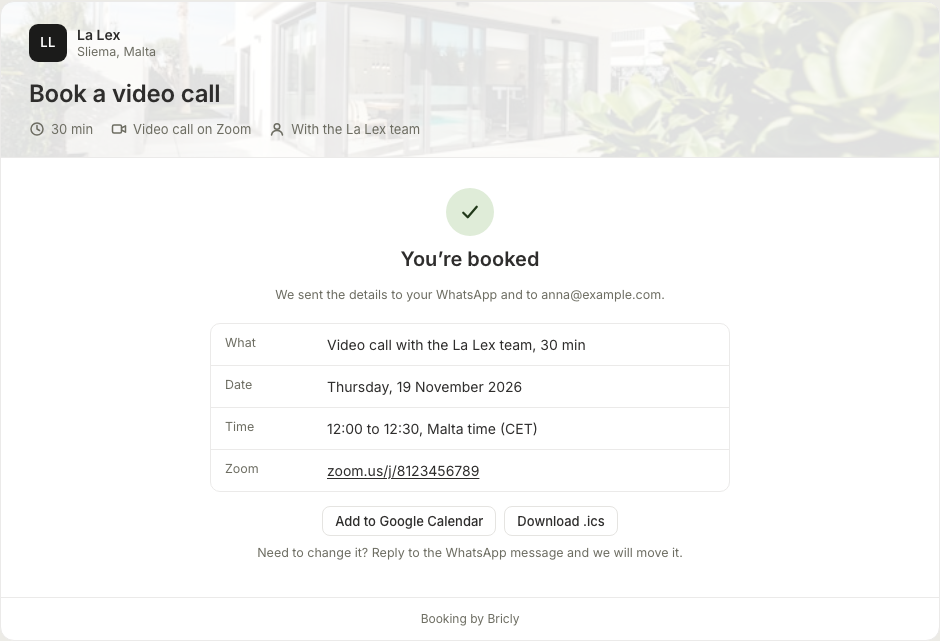 LL
La Lex
Sliema, Malta
Book a video call
30 min
Video call on Zoom
With the La Lex team
You’re booked
We sent the details to your WhatsApp and to anna@example.com.
What
Video call with the La Lex team, 30 min
Date
Thursday, 19 November 2026
Time
12:00 to 12:30, Malta time (CET)
Zoom
zoom.us/j/8123456789
Add to Google Calendar
Download .ics
Need to change it? Reply to the WhatsApp message and we will move it.
Booking by Bricly